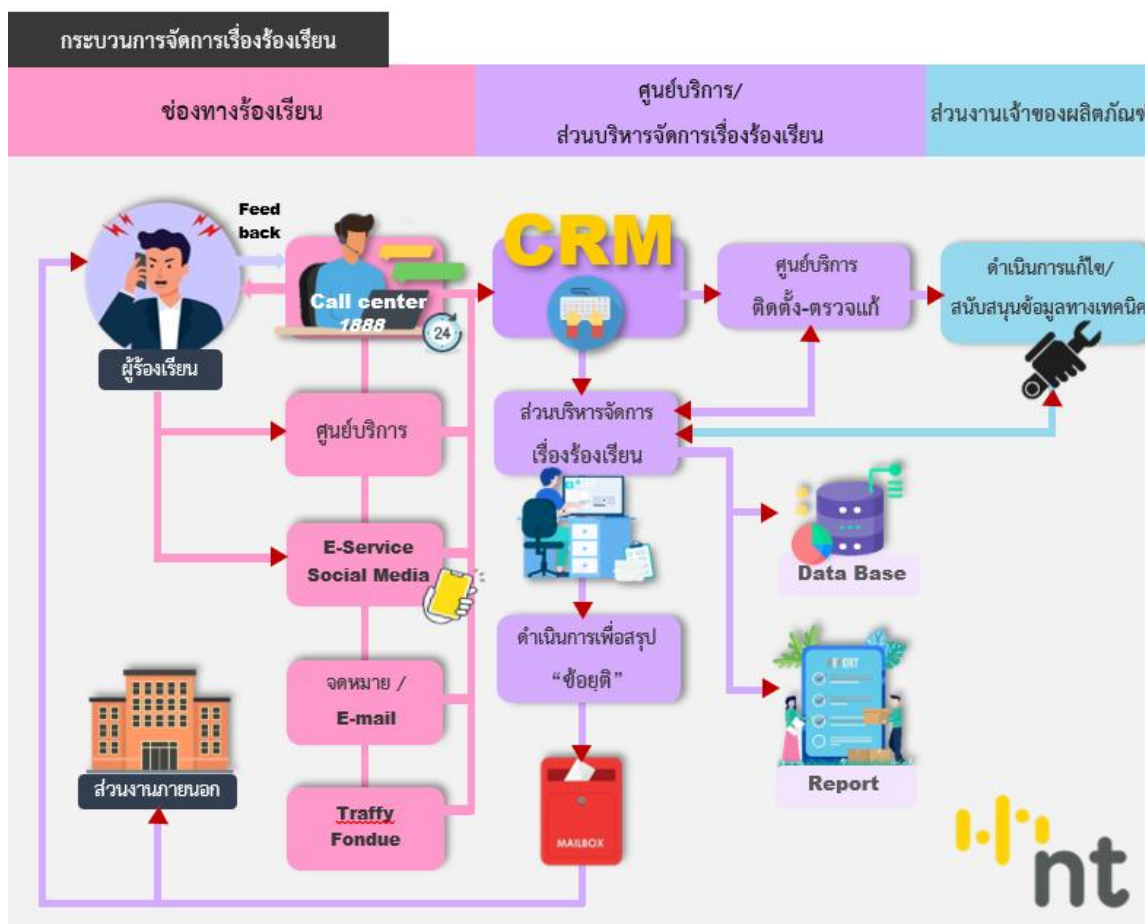 กระบวนการจัดการเรื่องร้องเรียน
ช่องทางร้องเรียน
ศูนย์บริการ/
ส่วนบริหารจัดการเรื่องร้องเรียน
ส่วนงานเจ้าของผลิตภัณฑ์
Feed
back
ผู้ร้องเรียน
Call center
1888
24
CRM
ศูนย์บริการ
ติดตั้ง-ตรวจแก้
ดำเนินการแก้ไข/
สนับสนุนข้อมูลทางเทคนิค
ศูนย์บริการ
ส่วนบริหารจัดการ
เรื่องร้องเรียน
E-Service
Social Media
Data Base
จดหมาย /
E-mail
ดำเนินการเพื่อสรุป
“ข้อยุติ”
REPORT
Report
ส่วนงานภายนอก
Traffy
Fondue
MAILBOX
nt